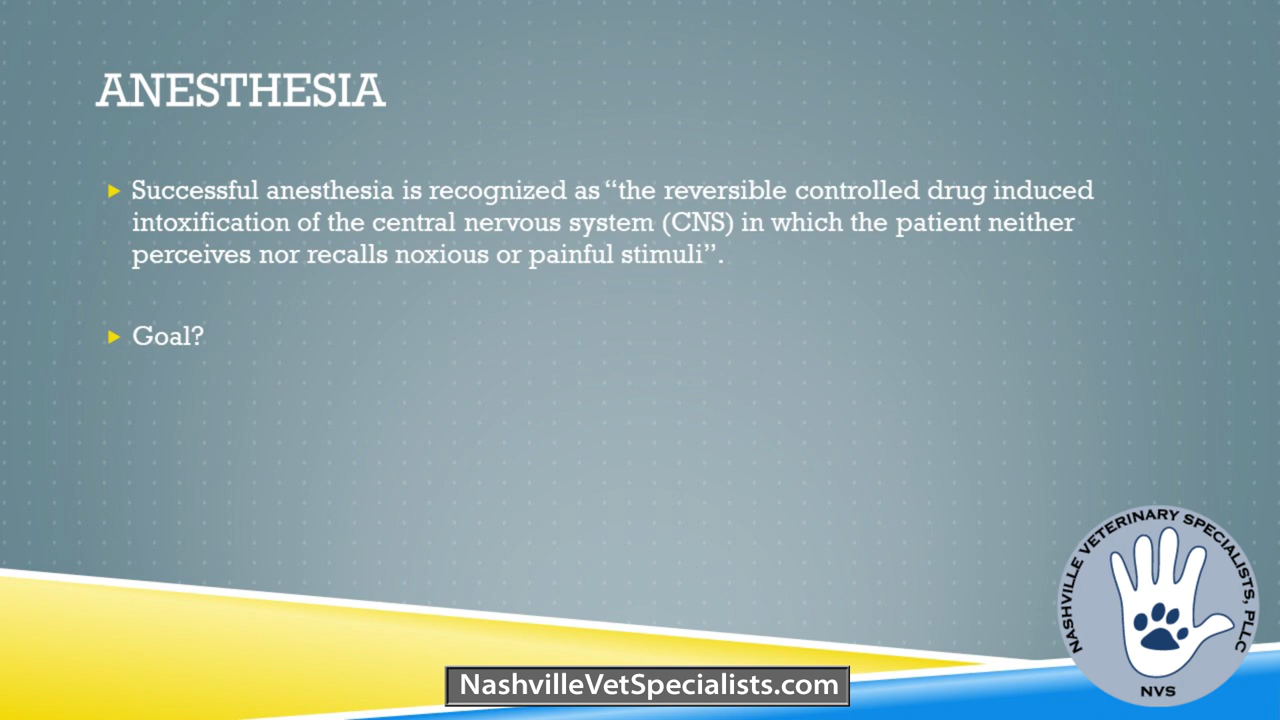 ANESTHESIA
Successful anesthesia is recognized as “the reversible controlled drug induced
intoxification of the central nervous system (CNS) in which the patient neither
perceives nor recalls noxious or painful stimuli”.
Goal?
NASHVILLE VETERINARY SPECIALISTS, PLLC
NVS
NashvilleVetSpecialists.com